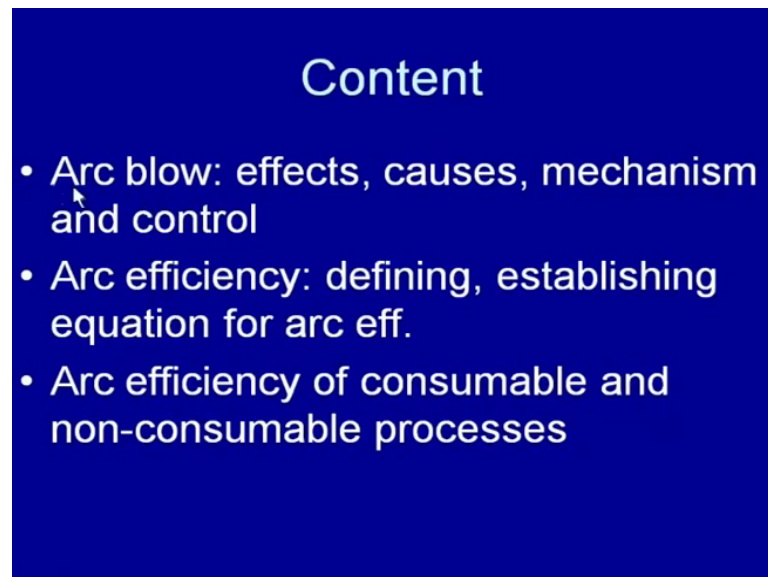 Content
• Arc blow: effects, causes, mechanism
and control
• Arc efficiency: defining, establishing
equation for arc eff.
• Arc efficiency of consumable and
non-consumable processes